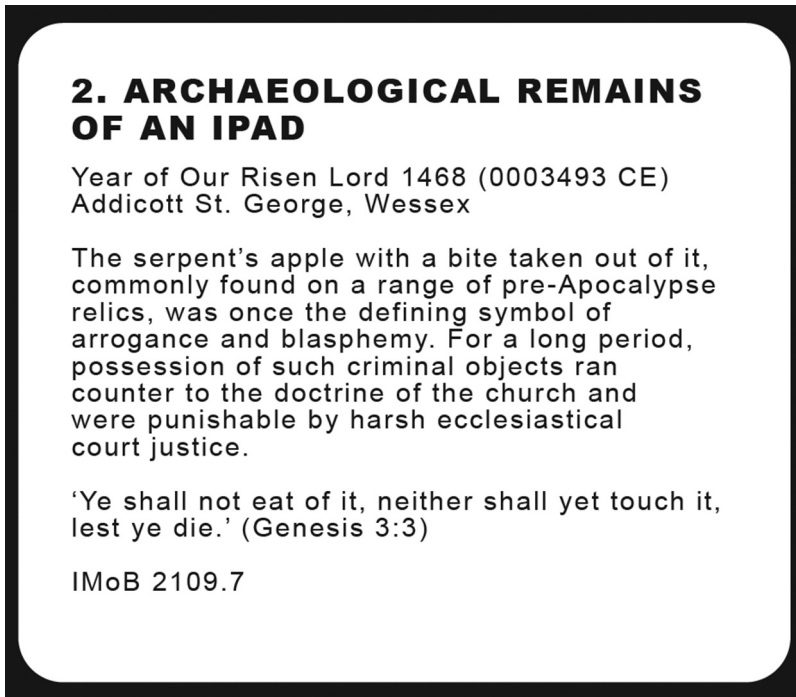 2. ARCHAEOLOGICAL REMAINS
OF AN IPAD
Year of Our Risen Lord 1468 (0003493 CE)
Addicott St. George, Wessex
The serpent’s apple with a bite taken out of it,
commonly found on a range of pre-Apocalypse
relics, was once the defining symbol of
arrogance and blasphemy. For a long period,
possession of such criminal objects ran
counter to the doctrine of the church and
were punishable by harsh ecclesiastical
court justice.
‘Ye shall not eat of it, neither shall yet touch it,
lest ye die.’ (Genesis 3:3)
IMoB 2109.7